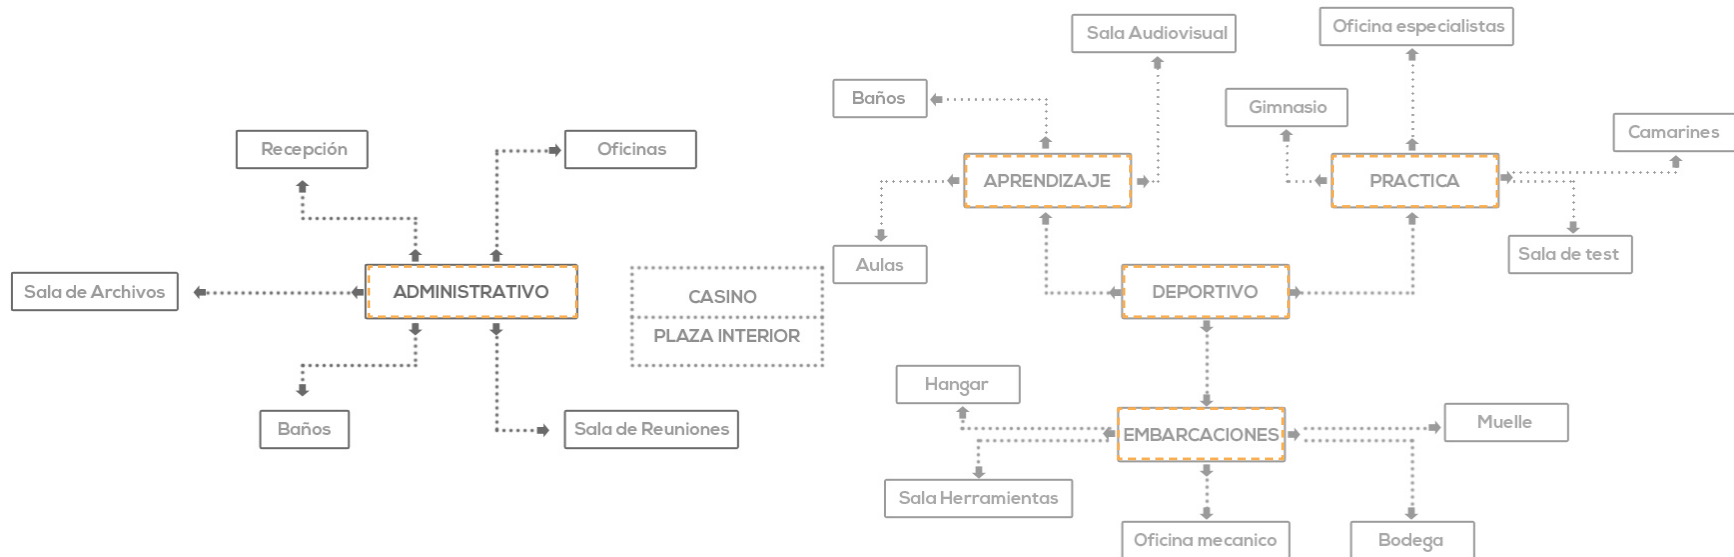 Sala Audiovisual
Oficina especialistas
Baños
Gimnasio
Camarines
Recepción
Oficinas
APRENDIZAJE
PRACTICA
Aulas
Sala de test
Sala de Archivos
ADMINISTRATIVO
CASINO
DEPORTIVO
PLAZA INTERIOR
Hangar
Muelle
Baños
Sala de Reuniones
EMBARCACIONES
Sala Herramientas
Oficina mecanico
Bodega